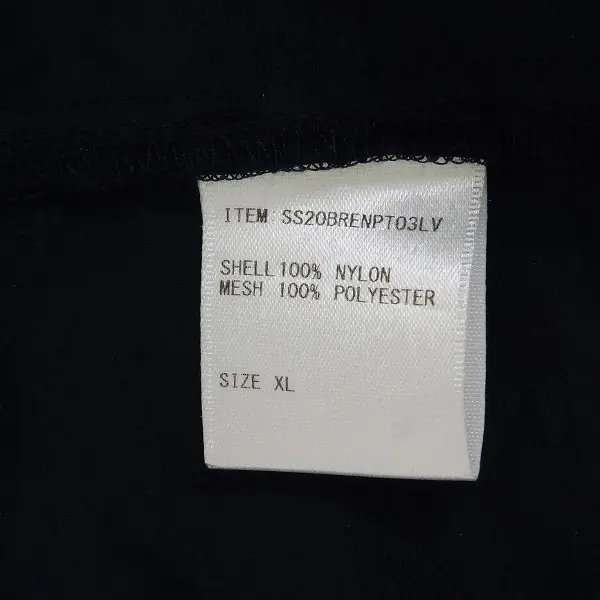 ITEM SS20BRENPT03LV
SHELL 100% NYLON
MESH 100% POLYESTER
SIZE XL